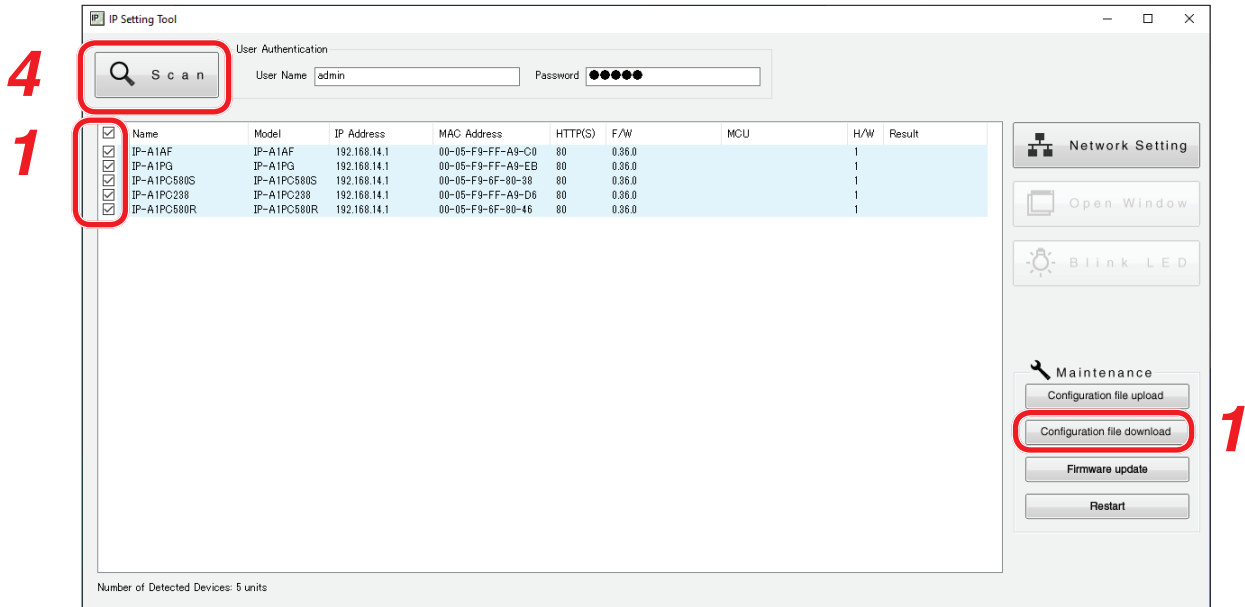 IP IP Setting Tool
4
Scan
User Authentication
User Name admin Password ●●●●●
1
Name Model IP Address MAC Address HTTP(S) F/W MCU H/W Result
IP-A1AF IP-A1AF 192.168.14.1 00-05-F9-FF-A9-C0 80 0.36.0 1
IP-A1PG IP-A1PG 192.168.14.1 00-05-F9-FF-A9-EB 80 0.36.0 1
IP-A1PC580S IP-A1PC580S 192.168.14.1 00-05-F9-6F-80-38 80 0.36.0 1
IP-A1PC238 IP-A1PC238 192.168.14.1 00-05-F9-FF-A9-D6 80 0.36.0 1
IP-A1PC580R IP-A1PC580R 192.168.14.1 00-05-F9-6F-80-46 80 0.36.0 1
Network Setting
Open Window
Blink LED
Maintenance
Configuration file upload
Configuration file download
1
Firmware update
Restart
Number of Detected Devices: 5 units